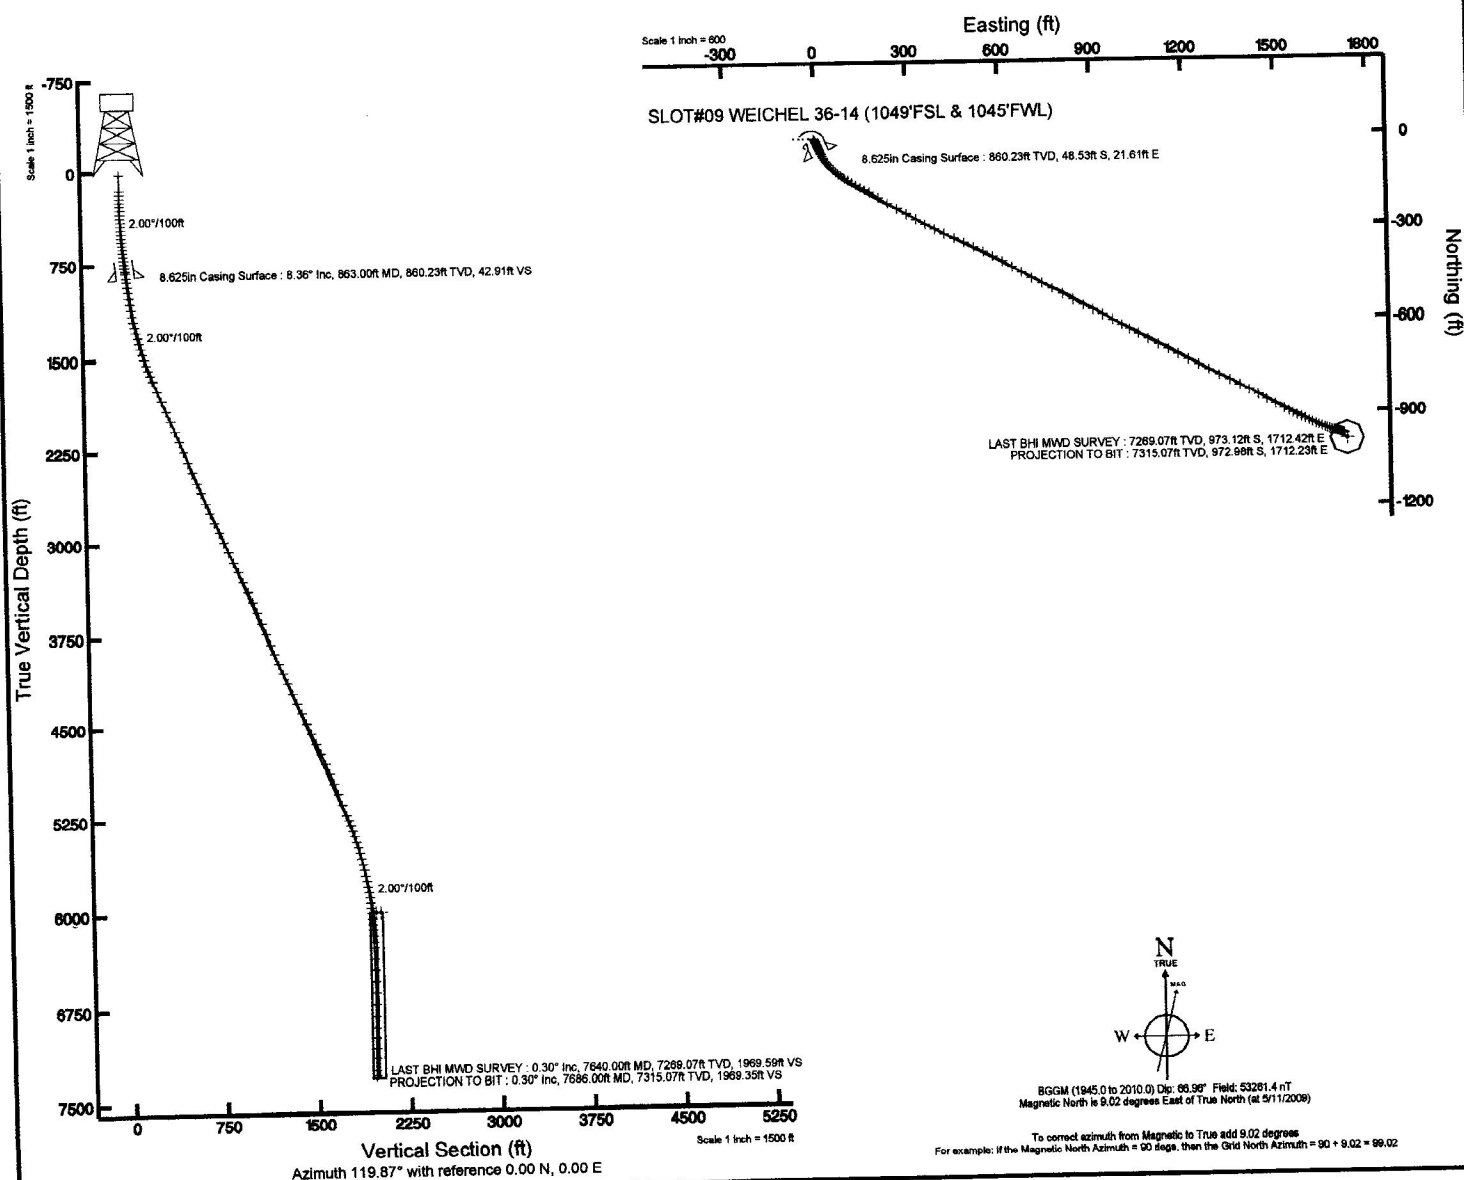 Scale 1 inch = 1500 ft
-750
0
750
1500
2250
3000
3750
4500
5250
6000
6750
7500
True Vertical Depth (ft)
2.00°/100ft
8.625in Casing Surface : 8.36° Inc, 863.00ft MD, 860.23ft TVD, 42.91ft VS
2.00°/100ft
2.00°/100ft
LAST BHI MWD SURVEY : 0.30° Inc, 7640.00ft MD, 7269.07ft TVD, 1969.59ft VS
PROJECTION TO BIT : 0.30° Inc, 7686.00ft MD, 7315.07ft TVD, 1969.35ft VS
0 750 1500 2250 3000 3750 4500 5250
Vertical Section (ft)
Scale 1 inch = 1500 ft
Azimuth 119.87° with reference 0.00 N, 0.00 E
Easting (ft)
Scale 1 inch = 600
-300 0 300 600 900 1200 1500 1800
SLOT#09 WEICHEL 36-14 (1049'FSL & 1045'FWL)
8.625in Casing Surface : 860.23ft TVD, 48.53ft S, 21.61ft E
0
-300
-600
-900
-1200
Northing (ft)
LAST BHI MWD SURVEY : 7269.07ft TVD, 973.12ft S, 1712.42ft E
PROJECTION TO BIT : 7315.07ft TVD, 972.98ft S, 1712.23ft E
N
TRUE
MAG
W E
BGGM (1945.0 to 2010.0) Dip: 66.96° Field: 53261.4 nT
Magnetic North is 9.02 degrees East of True North (at 5/11/2009)
To correct azimuth from Magnetic to True add 9.02 degrees
For example: if the Magnetic North Azimuth = 90 degs, then the Grid North Azimuth = 90 + 9.02 = 99.02